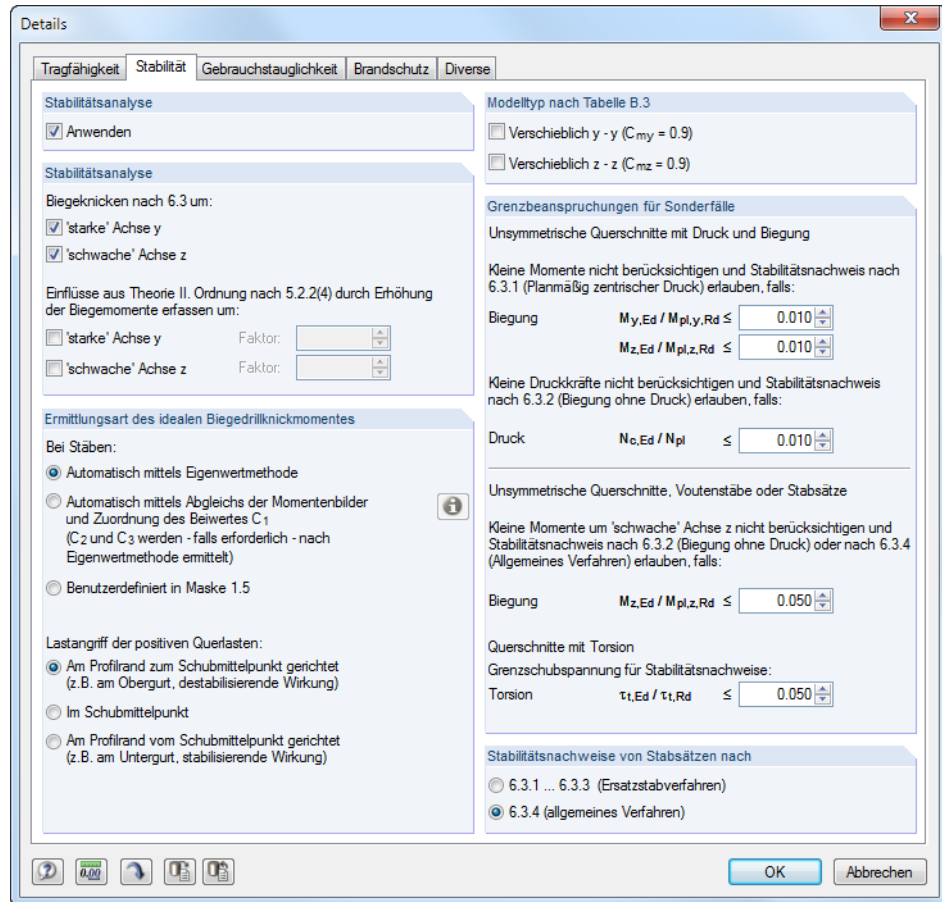 Details
Tragfähigkeit Stabilität Gebrauchstauglichkeit Brandschutz Diverse
Stabilitätsanalyse
Anwenden
Stabilitätsanalyse
Biegeknicken nach 6.3 um:
'starke' Achse y
'schwache' Achse z
Einflüsse aus Theorie II. Ordnung nach 5.2.2(4) durch Erhöhung
der Biegemomente erfassen um:
'starke' Achse y Faktor:
'schwache' Achse z Faktor:
Ermittlungsart des idealen Biegedrillknickmomentes
Bei Stäben:
Automatisch mittels Eigenwertmethode
Automatisch mittels Abgleichs der Momentenbilder
und Zuordnung des Beiwertes C1
(C2 und C3 werden - falls erforderlich - nach
Eigenwertmethode ermittelt)
Benutzerdefiniert in Maske 1.5
Lastangriff der positiven Querlasten:
Am Profilrand zum Schubmittelpunkt gerichtet
(z.B. am Obergurt, destabilisierende Wirkung)
Im Schubmittelpunkt
Am Profilrand vom Schubmittelpunkt gerichtet
(z.B. am Untergurt, stabilisierende Wirkung)
Modelltyp nach Tabelle B.3
Verschieblich y - y (Cmy = 0.9)
Verschieblich z - z (Cmz = 0.9)
Grenzbeanspruchungen für Sonderfälle
Unsymmetrische Querschnitte mit Druck und Biegung
Kleine Momente nicht berücksichtigen und Stabilitätsnachweis nach
6.3.1 (Planmäßig zentrischer Druck) erlauben, falls:
Biegung My,Ed / Mpl,y,Rd ≤ 0.010
Mz,Ed / Mpl,z,Rd ≤ 0.010
Kleine Druckkräfte nicht berücksichtigen und Stabilitätsnachweis
nach 6.3.2 (Biegung ohne Druck) erlauben, falls:
Druck Nc,Ed / Npl ≤ 0.010
Unsymmetrische Querschnitte, Voutenstäbe oder Stabsätze
Kleine Momente um 'schwache' Achse z nicht berücksichtigen und
Stabilitätsnachweis nach 6.3.2 (Biegung ohne Druck) oder nach 6.3.4
(Allgemeines Verfahren) erlauben, falls:
Biegung Mz,Ed / Mpl,z,Rd ≤ 0.050
Querschnitte mit Torsion
Grenzschubspannung für Stabilitätsnachweise:
Torsion τt,Ed / τt,Rd ≤ 0.050
Stabilitätsnachweise von Stabsätzen nach
6.3.1 ... 6.3.3 (Ersatzstabverfahren)
6.3.4 (allgemeines Verfahren)
0.00
OK Abbrechen